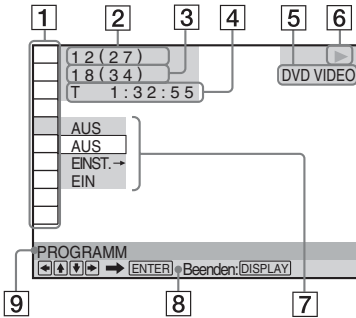 1 2 3 4 5 6
12(27)
18(34)
T 1:32:55
DVD VIDEO
AUS
AUS
EINST.→
EIN
PROGRAMM
←↑↓→ ➡ ENTER Beenden: DISPLAY
9 8 7